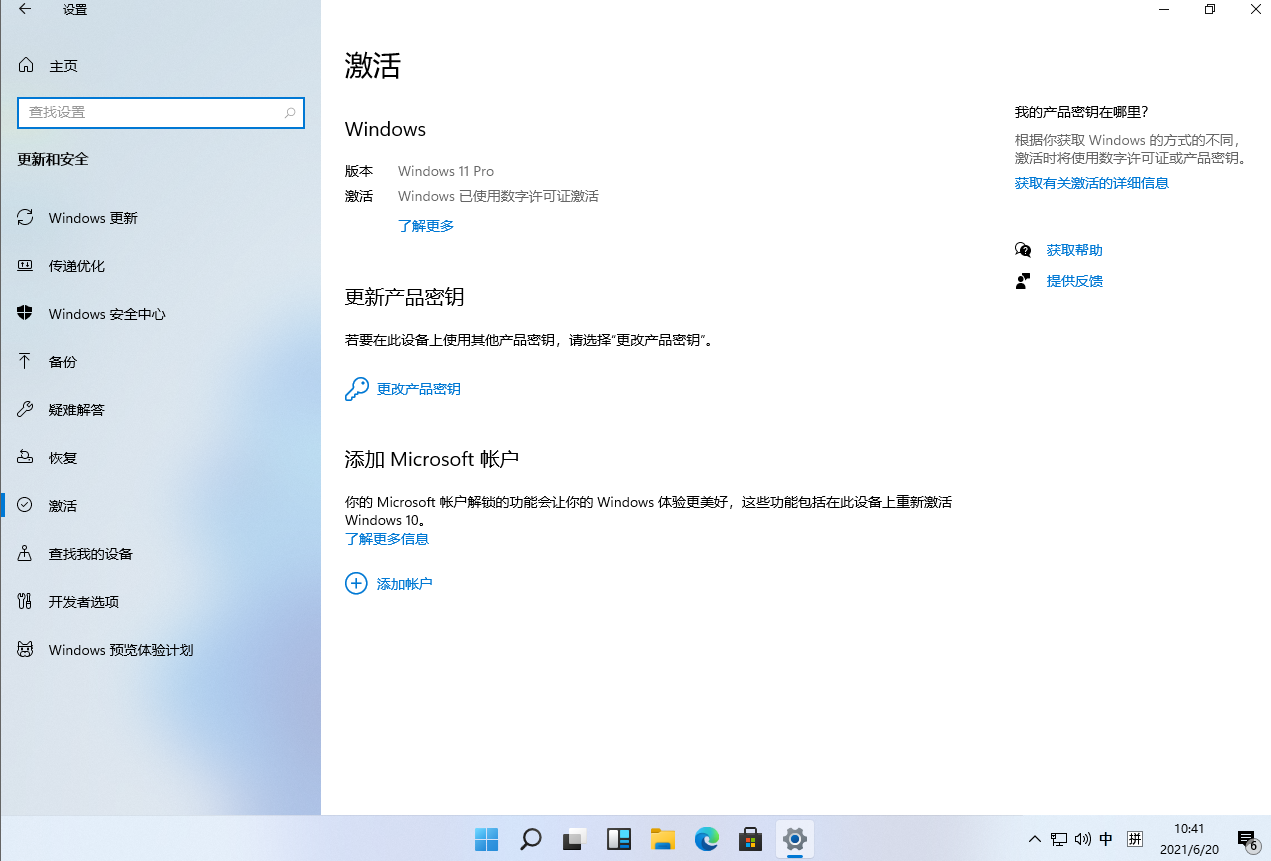 设置
主页
查找设置
更新和安全
Windows 更新
传递优化
Windows 安全中心
备份
疑难解答
恢复
激活
查找我的设备
开发者选项
Windows 预览体验计划
激活
Windows
版本 Windows 11 Pro
激活 Windows 已使用数字许可证激活
了解更多
更新产品密钥
若要在此设备上使用其他产品密钥，请选择"更改产品密钥"。
更改产品密钥
添加 Microsoft 帐户
你的 Microsoft 帐户解锁的功能会让你的 Windows 体验更美好，这些功能包括在此设备上重新激活
Windows 10。
了解更多信息
添加帐户
我的产品密钥在哪里?
根据你获取 Windows 的方式的不同，
激活时将使用数字许可证或产品密钥。
获取有关激活的详细信息
获取帮助
提供反馈
中
拼
10:41
2021/6/20
6